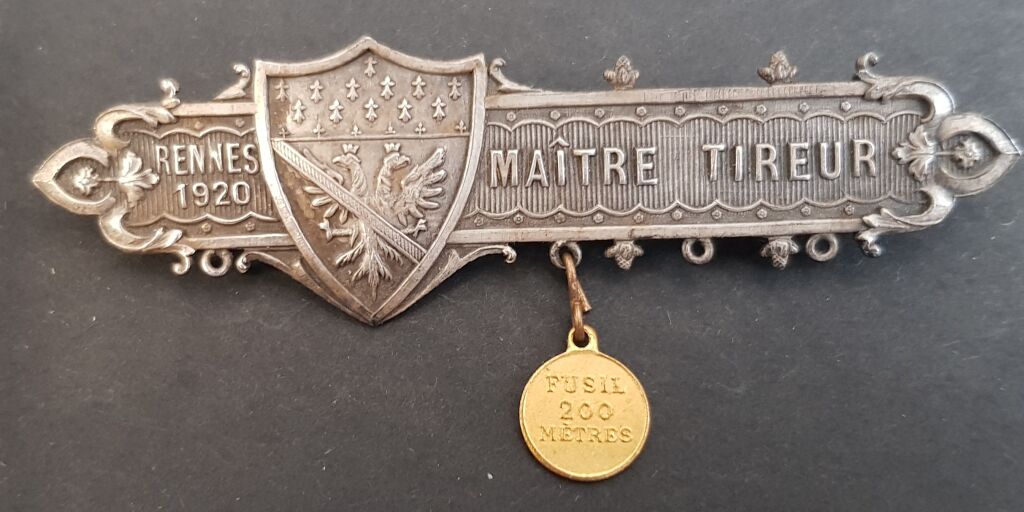 RENNES
1920
MAÎTRE TIREUR
FUSIL
200
MÈTRES